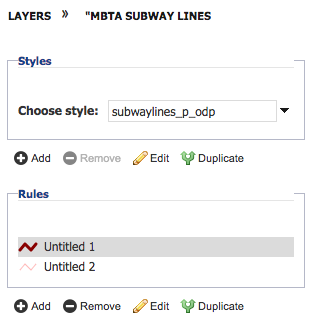 LAYERS » "MBTA SUBWAY LINES
Styles
Choose style: subwaylines_p_odp
Add Remove Edit Duplicate
Rules
Untitled 1
Untitled 2
Add Remove Edit Duplicate